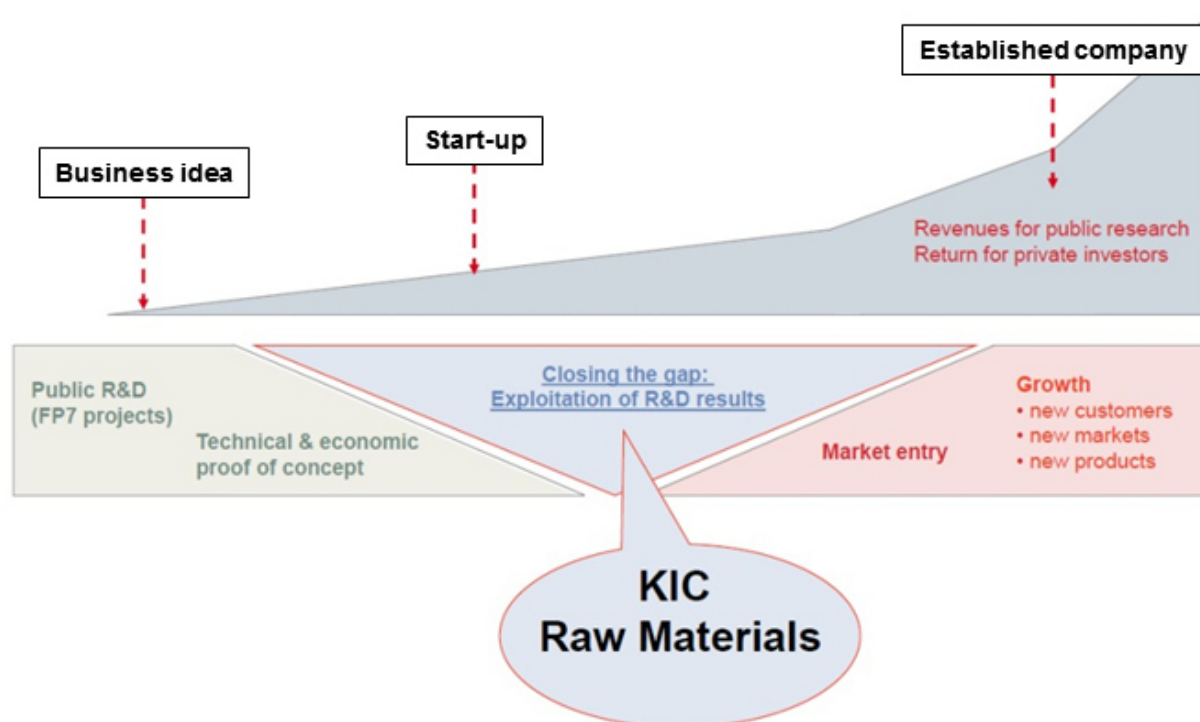 Established company
Start-up
Business idea
Revenues for public research
Return for private investors
Public R&D
(FP7 projects)
Technical & economic
proof of concept
Closing the gap:
Exploitation of R&D results
Market entry
Growth
• new customers
• new markets
• new products
KIC
Raw Materials